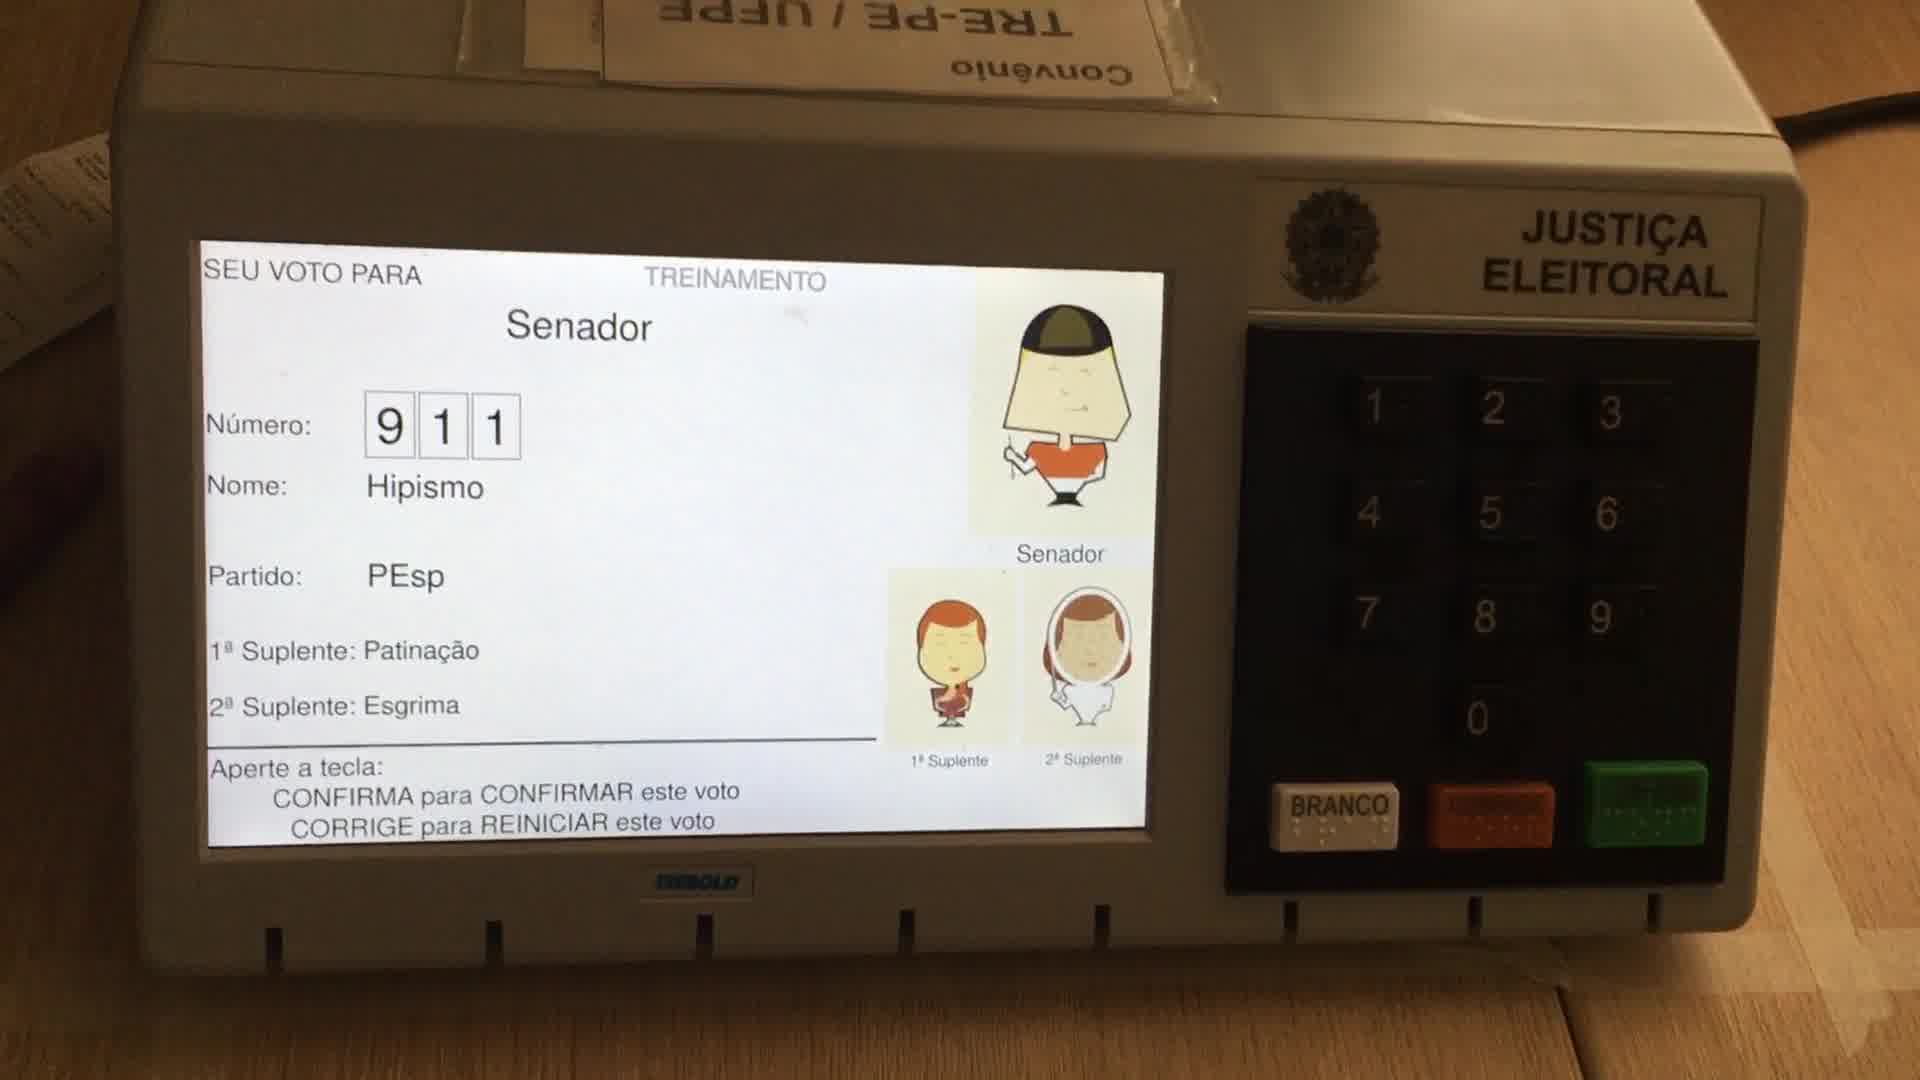 TRE-PE / UFPE
Convênio
JUSTIÇA
ELEITORAL
SEU VOTO PARA
TREINAMENTO
Senador
Número: 9 1 1
Nome: Hipismo
Partido: PEsp
1ª Suplente: Patinação
2ª Suplente: Esgrima
Senador
1ª Suplente
2ª Suplente
Aperte a tecla:
CONFIRMA para CONFIRMAR este voto
CORRIGE para REINICIAR este voto
DIEBOLD
1 2 3
4 5 6
7 8 9
0
BRANCO